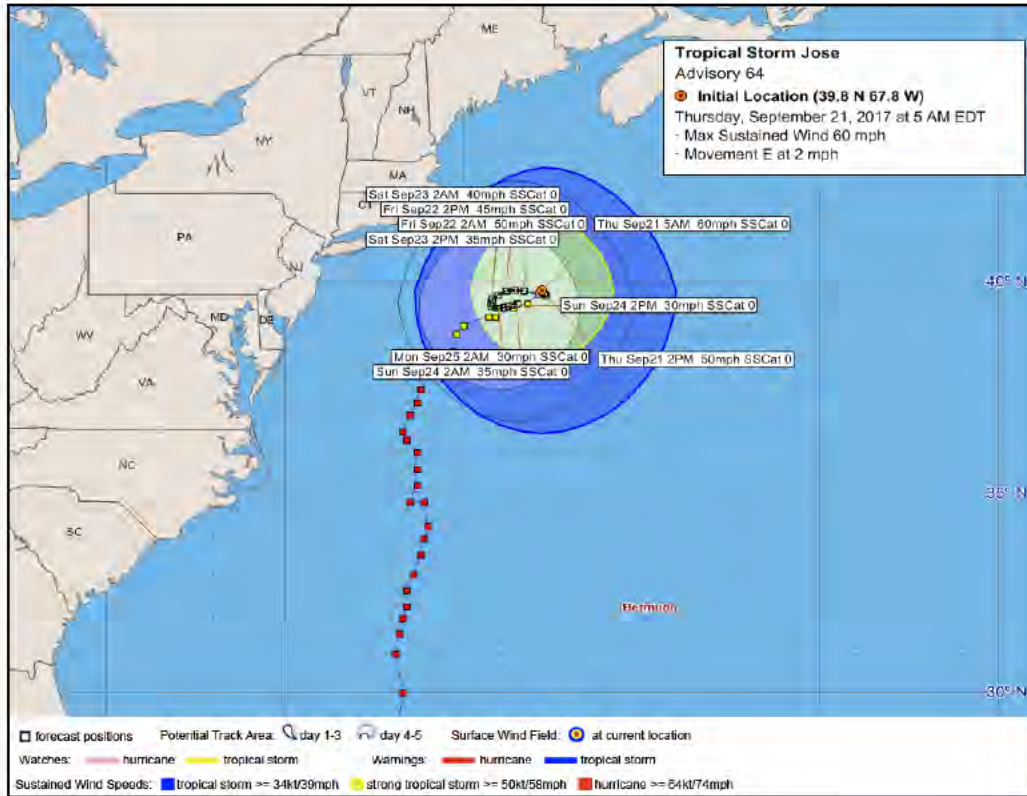 ME
VT
NH
NY
MA
CT
PA
NJ
MD
DE
WV
VA
NC
SC
Tropical Storm Jose
Advisory 64
Initial Location (39.8 N 67.8 W)
Thursday, September 21, 2017 at 5 AM EDT
- Max Sustained Wind 60 mph
- Movement E at 2 mph
Sat Sep23 2AM 40mph SSCat 0
Fri Sep22 2PM 45mph SSCat 0
Fri Sep22 2AM 50mph SSCat 0
Thu Sep21 5AM 60mph SSCat 0
Sat Sep23 2PM 35mph SSCat 0
40° N
Sun Sep24 2PM 30mph SSCat 0
Mon Sep25 2AM 30mph SSCat 0
Thu Sep21 2PM 50mph SSCat 0
Sun Sep24 2AM 35mph SSCat 0
35° N
Bermuda
30° N
forecast positions Potential Track Area: day 1-3 day 4-5 Surface Wind Field: at current location
Watches: hurricane tropical storm Warnings: hurricane tropical storm
Sustained Wind Speeds: tropical storm >= 34kt/39mph strong tropical storm >= 50kt/58mph hurricane >= 64kt/74mph